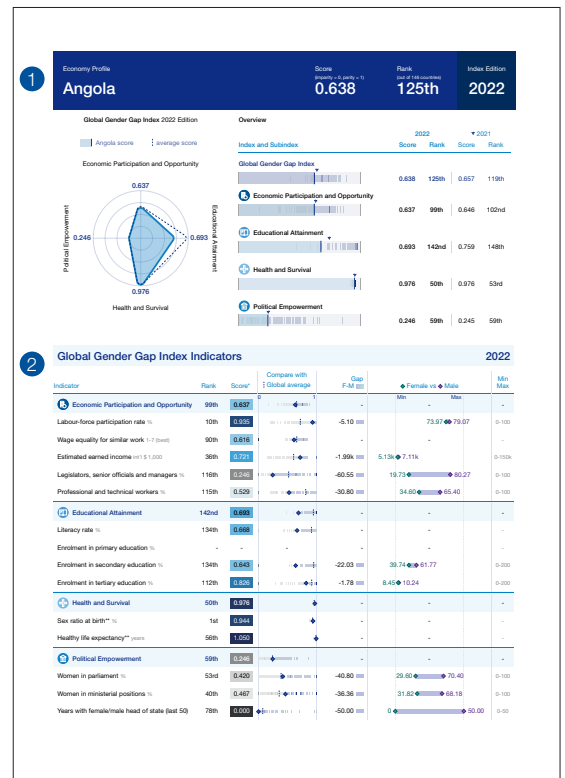 1
Economy Profile
Angola
Score
(imparity = 0, parity = 1)
0.638
Rank
(out of 146 countries)
125th
Index Edition
2022
Global Gender Gap Index 2022 Edition
Angola score average score
Economic Participation and Opportunity
0.637
Political Empowerment
0.246
0.693
Educational Attainment
0.976
Health and Survival
Overview
2022 2021
Index and Subindex Score Rank Score Rank
Global Gender Gap Index
0.638 125th 0.657 119th
Economic Participation and Opportunity
0.637 99th 0.646 102nd
Educational Attainment
0.693 142nd 0.759 148th
Health and Survival
0.976 50th 0.976 53rd
Political Empowerment
0.246 59th 0.245 59th
2
Global Gender Gap Index Indicators 2022
Indicator Rank Score* Compare with Global average Gap F-M Female vs Male Min Max
0 1 Min Max
Economic Participation and Opportunity 99th 0.637 - - -
Labour-force participation rate % 10th 0.935 -5.10 73.97 79.07 0-100
Wage equality for similar work 1-7 (best) 90th 0.616 - - -
Estimated earned income int'l $ 1,000 36th 0.721 -1.99k 5.13k 7.11k 0-150k
Legislators, senior officials and managers % 116th 0.246 -60.55 19.73 80.27 0-100
Professional and technical workers % 115th 0.529 -30.80 34.60 65.40 0-100
Educational Attainment 142nd 0.693 - - -
Literacy rate % 134th 0.668 - - -
Enrolment in primary education % - - - - - -
Enrolment in secondary education % 134th 0.643 -22.03 39.74 61.77 0-200
Enrolment in tertiary education % 112th 0.826 -1.78 8.45 10.24 0-200
Health and Survival 50th 0.976 - - -
Sex ratio at birth** % 1st 0.944 - - -
Healthy life expectancy** years 56th 1.050 - - -
Political Empowerment 59th 0.246 - - -
Women in parliament % 53rd 0.420 -40.80 29.60 70.40 0-100
Women in ministerial positions % 40th 0.467 -36.36 31.82 68.18 0-100
Years with female/male head of state (last 50) 78th 0.000 -50.00 0 50.00 0-50